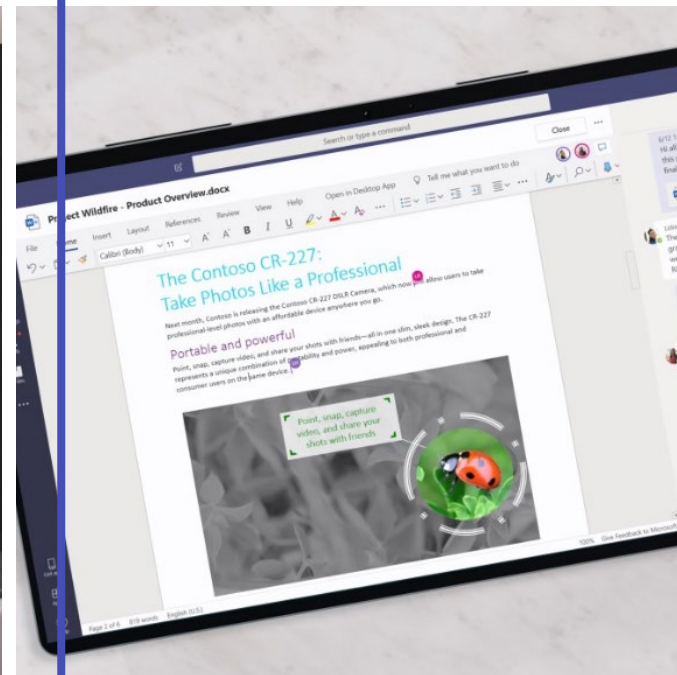 Search or type a command
Project Wildfire - Product Overview.docx
Close
File Home Insert Layout References Review View Help Open in Desktop App Tell me what you want to do
Calibri (Body) 11 A A B I U
The Contoso CR-227:
Take Photos Like a Professional
Next month, Contoso is releasing the Contoso CR-227 DSLR Camera, which now will allow users to take
professional-level photos with an affordable device anywhere you go.
Portable and powerful
Point, snap, capture video, and share your shots with friends—all in one slim, sleek design. The CR-227
represents a unique combination of portability and power, appealing to both professional and
consumer users on the same device.
Point, snap, capture
video, and share your
shots with friends
Page 2 of 6 819 words English (U.S.)
100% Give Feedback to Microsoft